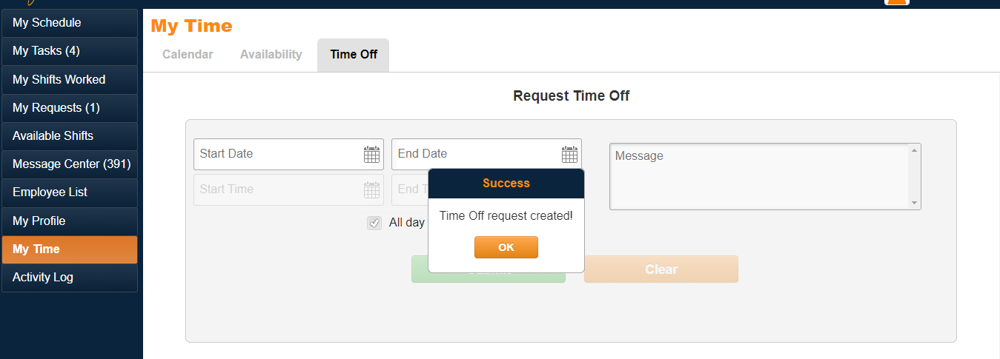 My Schedule
My Tasks (4)
My Shifts Worked
My Requests (1)
Available Shifts
Message Center (391)
Employee List
My Profile
My Time
Activity Log
My Time
Calendar
Availability
Time Off
Request Time Off
Start Date
End Date
Message
Start Time
End T
All day
Success
Time Off request created!
OK
Clear